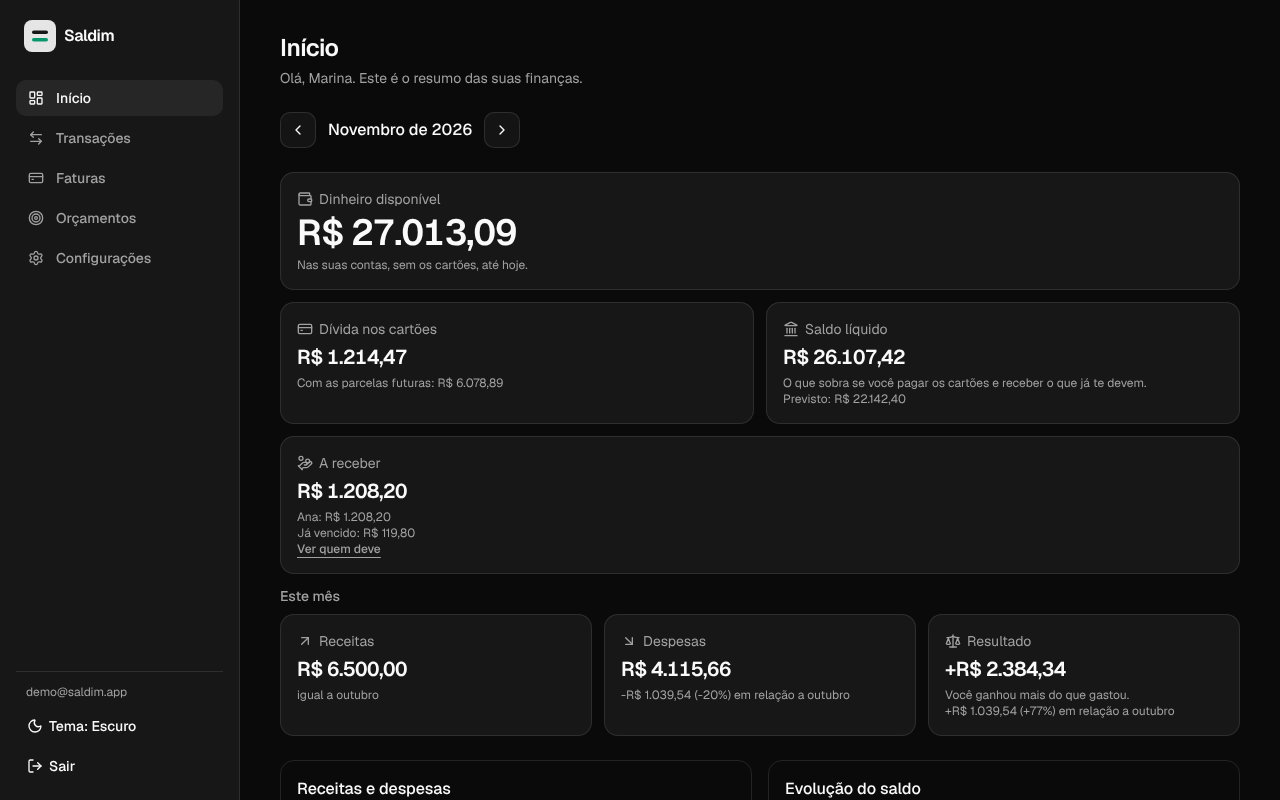 Saldim
Início
Transações
Faturas
Orçamentos
Configurações
demo@saldim.app
Tema: Escuro
Sair
Início
Olá, Marina. Este é o resumo das suas finanças.
Novembro de 2026
Dinheiro disponível
R$ 27.013,09
Nas suas contas, sem os cartões, até hoje.
Dívida nos cartões
R$ 1.214,47
Com as parcelas futuras: R$ 6.078,89
Saldo líquido
R$ 26.107,42
O que sobra se você pagar os cartões e receber o que já te devem.
Previsto: R$ 22.142,40
A receber
R$ 1.208,20
Ana: R$ 1.208,20
Já vencido: R$ 119,80
Ver quem deve
Este mês
Receitas
R$ 6.500,00
igual a outubro
Despesas
R$ 4.115,66
-R$ 1.039,54 (-20%) em relação a outubro
Resultado
+R$ 2.384,34
Você ganhou mais do que gastou.
+R$ 1.039,54 (+77%) em relação a outubro
Receitas e despesas
Evolução do saldo